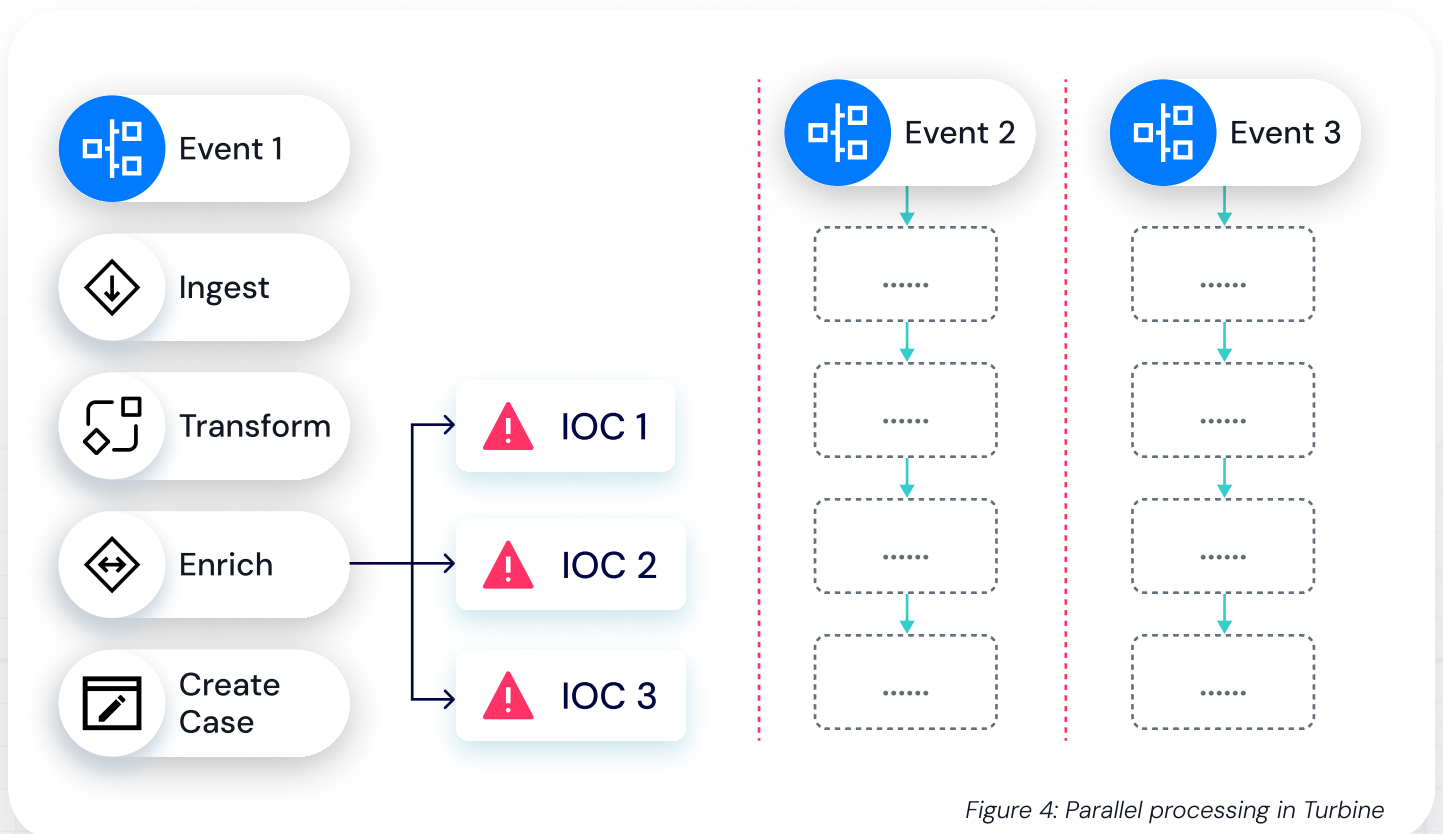 Event 1
Ingest
Transform
Enrich
Create
Case
IOC 1
IOC 2
IOC 3
Event 2
......
......
......
......
Event 3
......
......
......
......
Figure 4: Parallel processing in Turbine